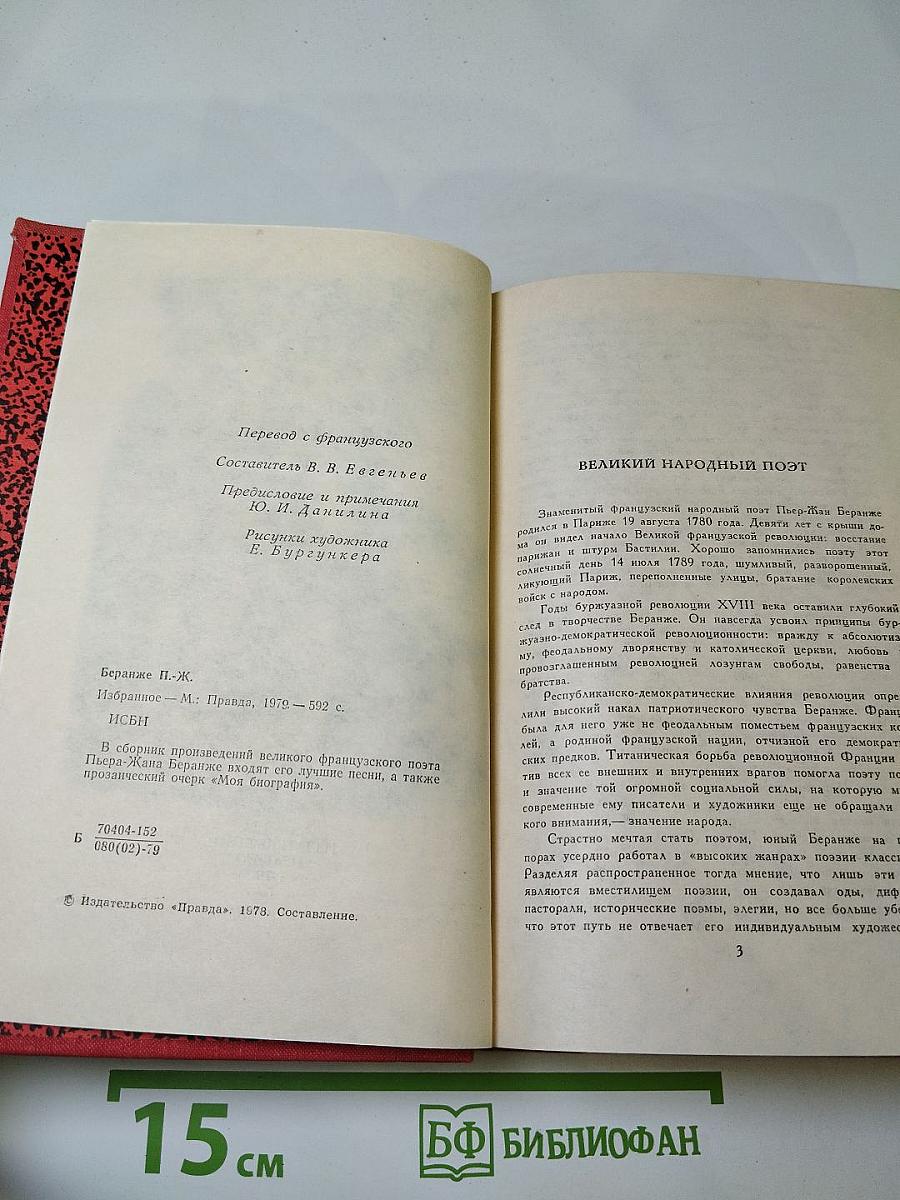 Перевод с французского
Составитель В. В. Евгеньев
Предисловие и примечания
Ю. И. Данилина
Рисунки художника
Е. Бургункера
Беранже П.-Ж.
Избранное — М.: Правда, 1979 — 592 с.
ИСБН
В сборник произведений великого французского поэта
Пьера-Жана Беранже входят его лучшие песни, а также
прозаический очерк «Моя биография».
Б 70404-152
080(02)-79
© Издательство «Правда». 1978. Составление.
ВЕЛИКИЙ НАРОДНЫЙ ПОЭТ
Знаменитый французский народный поэт Пьер-Жан Беранже
родился в Париже 19 августа 1780 года. Девяти лет с крыши до-
ма он видел начало Великой французской революции: восстание
парижан и штурм Бастилии. Хорошо запомнились поэту этот
солнечный день 14 июля 1789 года, шумливый, развороченный,
ликующий Париж, переполненные улицы, братание королевских
войск с народом.
Годы буржуазной революции XVIII века оставили глубокий
след в творчестве Беранже. Он навсегда усвоил принципы бур-
жуазно-демократической революционности: вражду к абсолютиз-
му, феодальному дворянству и католической церкви, любовь
провозглашенным революцией лозунгам свободы, равенства
братства.
Республиканско-демократические влияния революции опре
лили высокий накал патриотического чувства Беранже. Фран
была для него уже не феодальным поместьем французских ко
лей, а родиной французской нации, отчизной его демократ
ских предков. Титаническая борьба революционной Франции
тив всех ее внешних и внутренних врагов помогла поэту по
и значение той огромной социальной силы, на которую м
современные ему писатели и художники еще не обращали
кого внимания,— значение народа.
Страстно мечтая стать поэтом, юный Беранже на п
порах усердно работал в «высоких жанрах» поэзии класси
Разделяя распространенное тогда мнение, что лишь эти
являются вместилищем поэзии, он создавал оды, диф
пасторали, исторические поэмы, элегии, но все больше убе
что этот путь не отвечает его индивидуальным художес
3
15 см
БФ БИБЛИОФАН